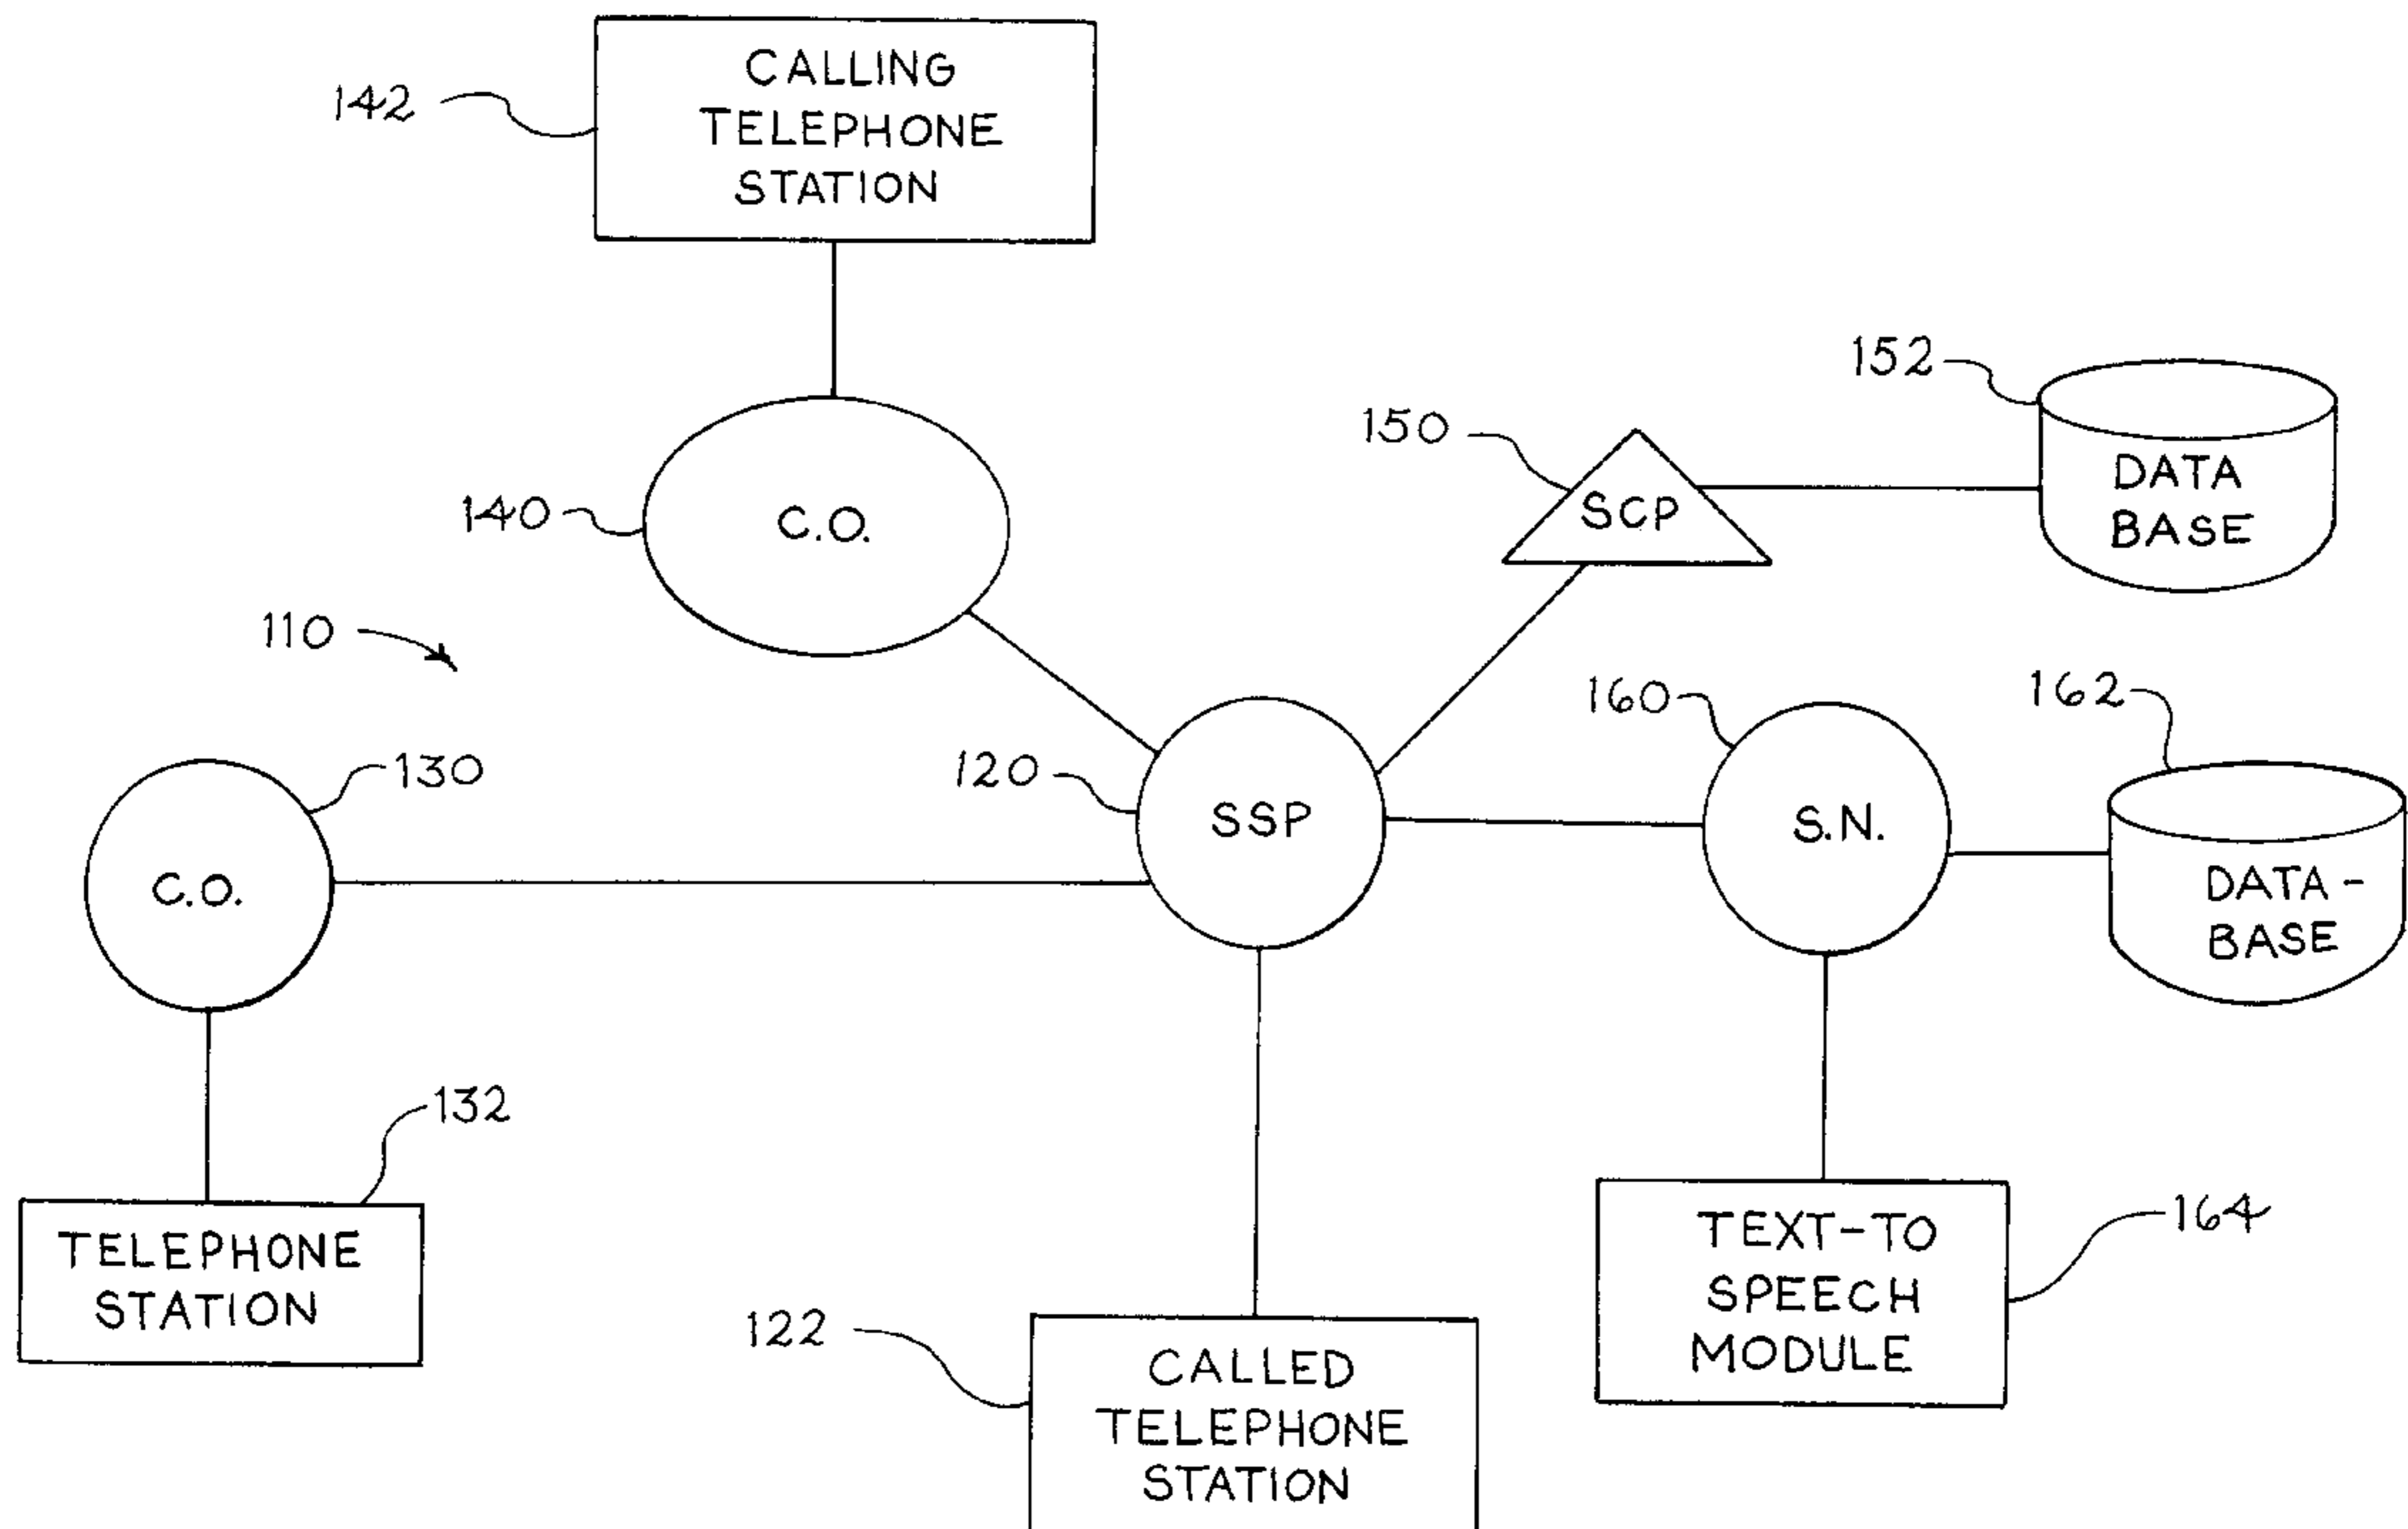 142
CALLING
TELEPHONE
STATION
152
150
DATA
BASE
SCP
140
C.O.
110
160
162
130
120
SSP
S.N.
C.O.
DATA-
BASE
132
TELEPHONE
STATION
122
CALLED
TELEPHONE
STATION
TEXT-TO
SPEECH
MODULE
164